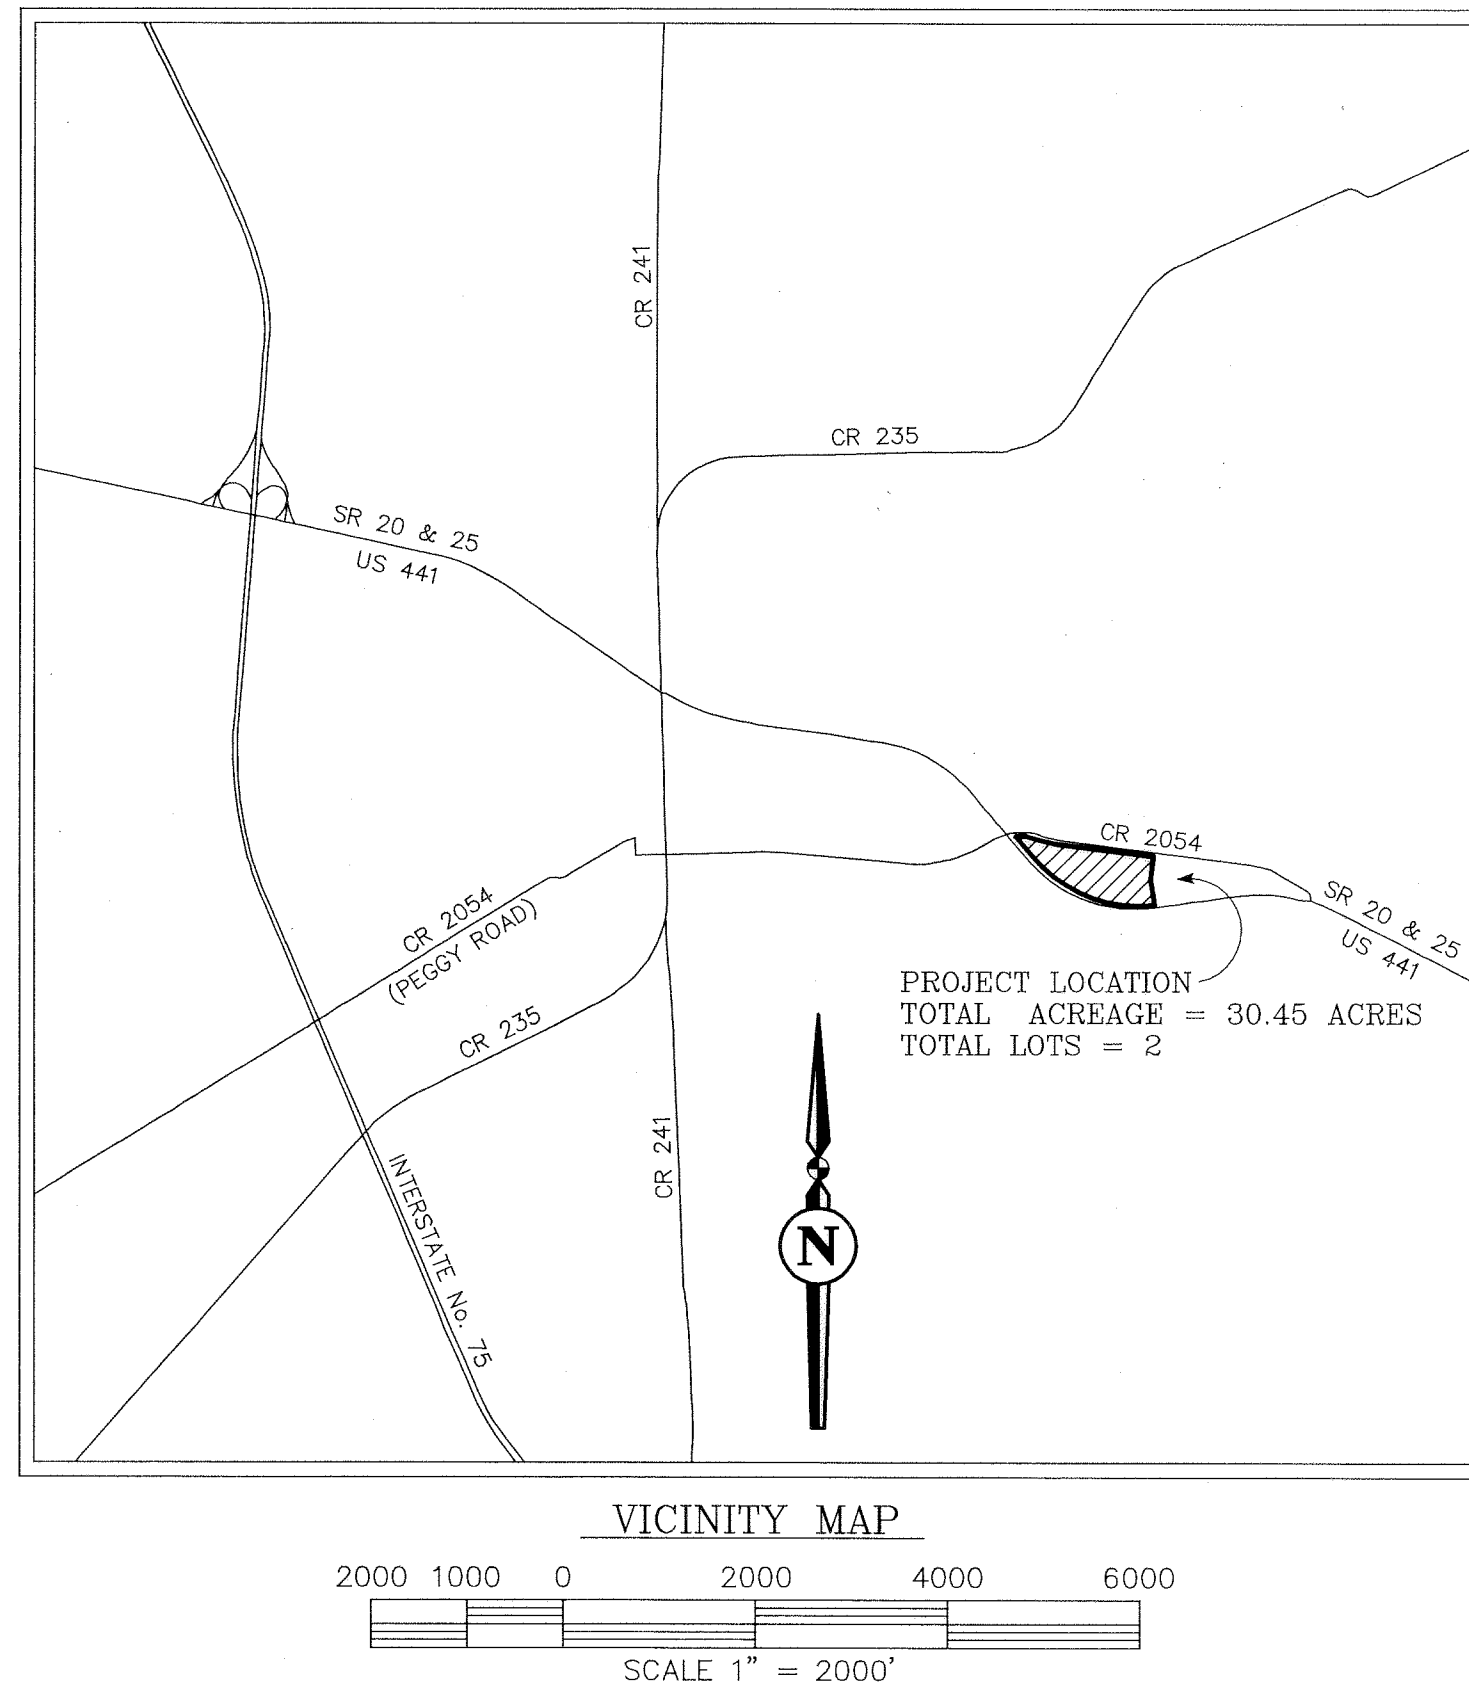 CR 241
CR 235
SR 20 & 25
US 441
CR 2054
SR 20 & 25
US 441
CR 2054
(PEGGY ROAD)
CR 235
PROJECT LOCATION
TOTAL ACREAGE = 30.45 ACRES
TOTAL LOTS = 2
CR 241
INTERSTATE No. 75
N
VICINITY MAP
2000 1000 0 2000 4000 6000
SCALE 1" = 2000'